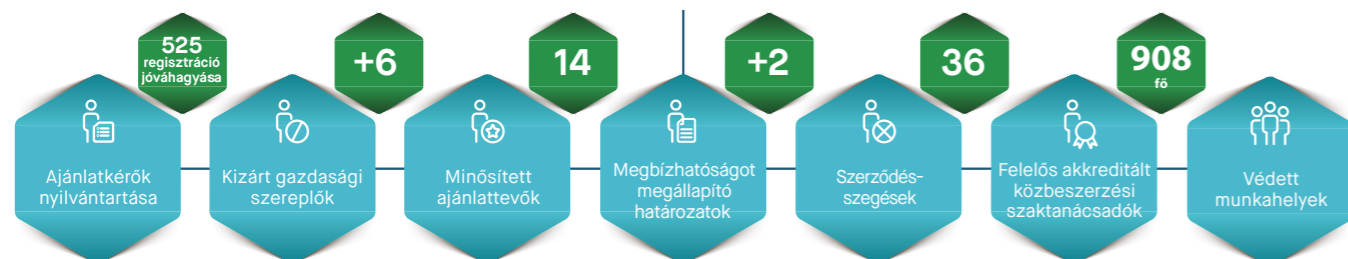 525
regisztráció
jóváhagyása
+6
14
+2
36
908
fő
Ajánlatkérők
nyilvántartása
Kizárt gazdasági
szereplők
Minősített
ajánlattevők
Megbízhatóságot
megállapító
határozatok
Szerződés-
szegések
Felelős akkreditált
közbeszerzési
szaktanácsadók
Védett
munkahelyek